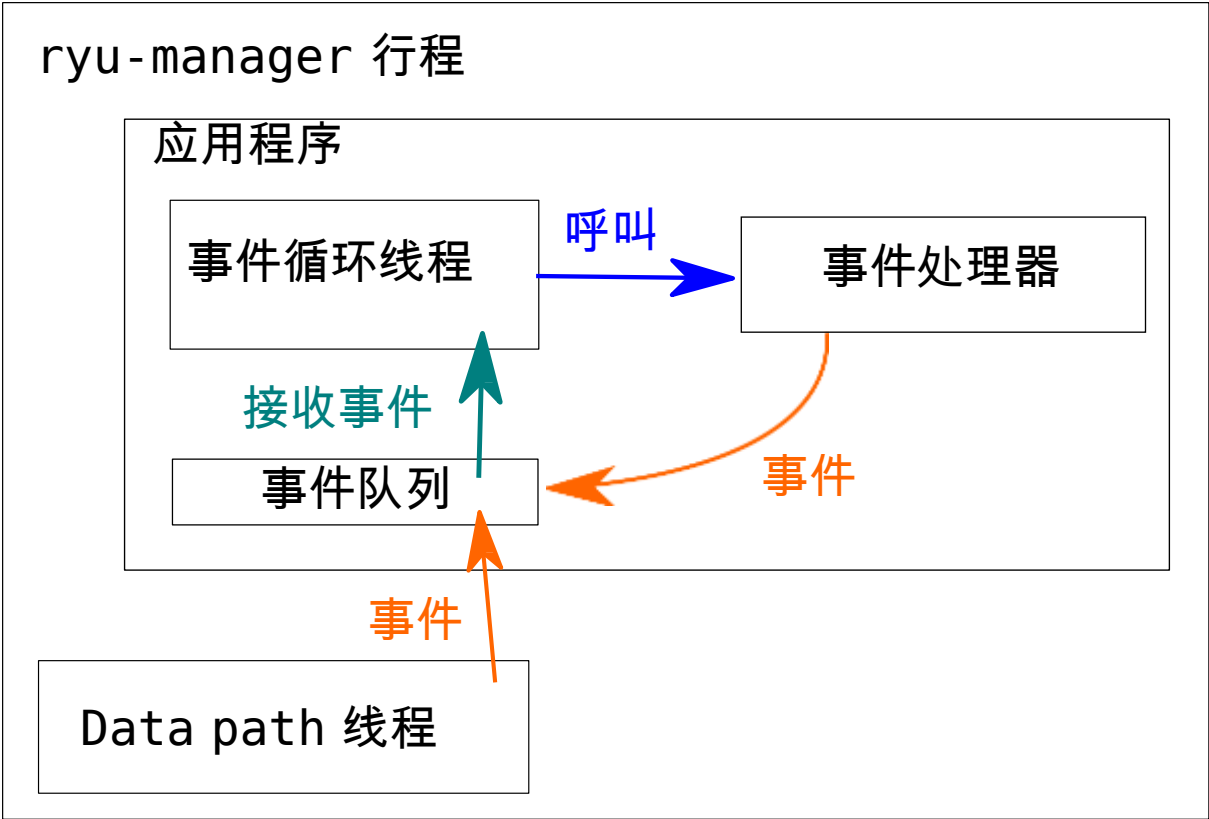 ryu-manager 行程
应用程序
事件循环线程
呼叫
事件处理器
接收事件
事件队列
事件
事件
Data path 线程